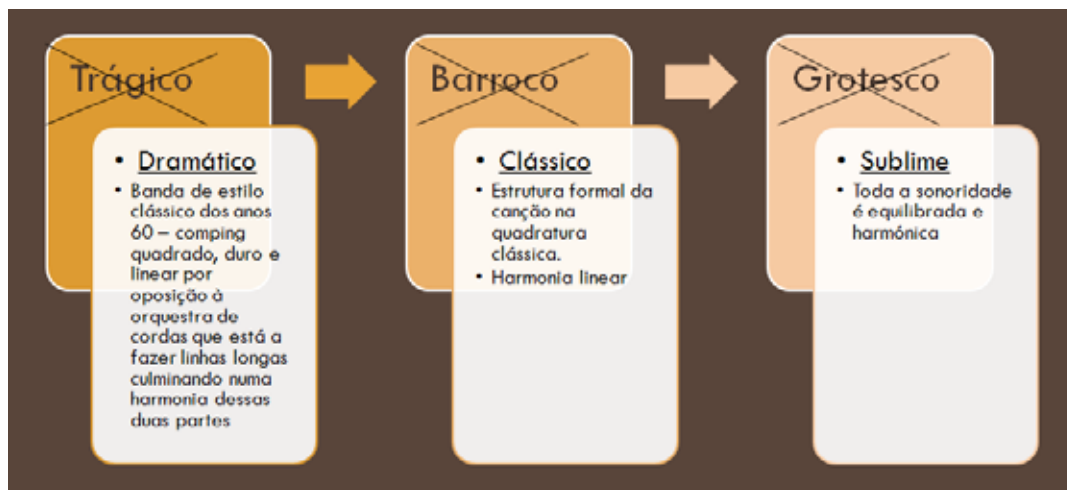 Trágico
• Dramático
• Banda de estilo
clássico dos anos
60 – comping
quadrado, duro e
linear por
oposição à
orquestra de
cordas que está a
fazer linhas longas
culminando numa
harmonia dessas
duas partes
Barroco
• Clássico
• Estrutura formal da
canção na
quadratura
clássica.
• Harmonia linear
Grotesco
• Sublime
• Toda a sonoridade
é equilibrada e
harmónica